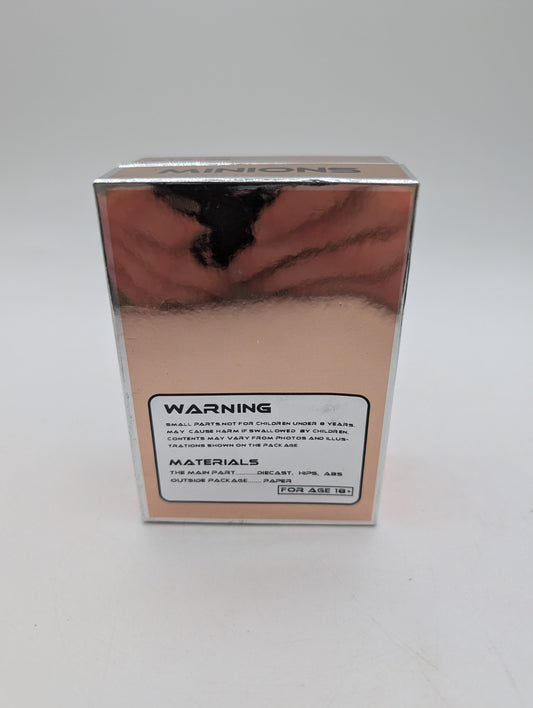 MINIONS
WARNING
SMALL PARTS.NOT FOR CHILDREN UNDER 8 YEARS.
MAY CAUSE HARM IF SWALLOWED BY CHILDREN.
CONTENTS MAY VARY FROM PHOTOS AND ILLUS-
TRATIONS SHOWN ON THE PACKAGE
MATERIALS
THE MAIN PART.........DIECAST, HIPS, ABS
OUTSIDE PACKAGE...... PAPER
FOR AGE 18+